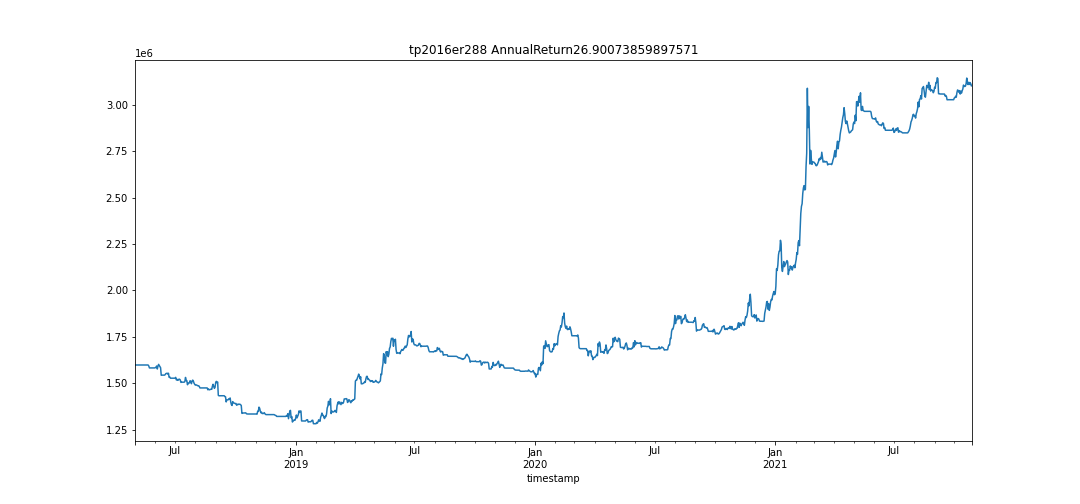 tp2016er288 AnnualReturn26.90073859897571
1e6
3.00
2.75
2.50
2.25
2.00
1.75
1.50
1.25
Jul Jan Jul Jan Jul Jan Jul
2019 2020 2021
timestamp